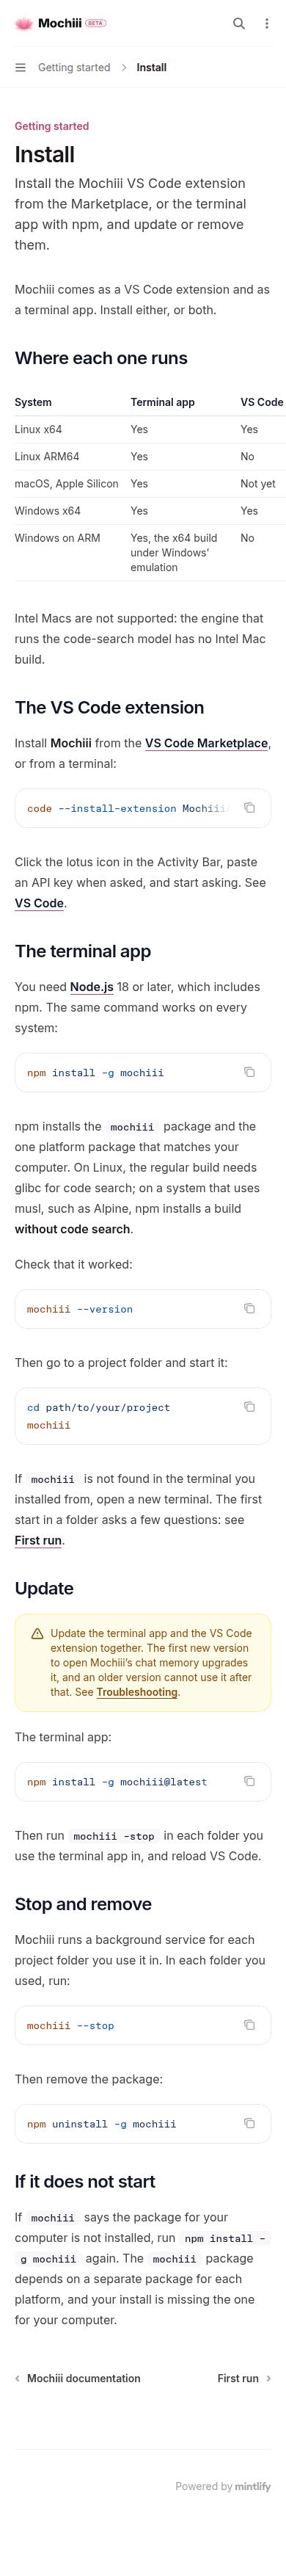 Mochiii BETA
Getting started > Install
Getting started
Install
Install the Mochiii VS Code extension
from the Marketplace, or the terminal
app with npm, and update or remove
them.
Mochiii comes as a VS Code extension and as
a terminal app. Install either, or both.
Where each one runs
System Terminal app VS Code
Linux x64 Yes Yes
Linux ARM64 Yes No
macOS, Apple Silicon Yes Not yet
Windows x64 Yes Yes
Windows on ARM Yes, the x64 build No
under Windows’
emulation
Intel Macs are not supported: the engine that
runs the code-search model has no Intel Mac
build.
The VS Code extension
Install Mochiii from the VS Code Marketplace,
or from a terminal:
code --install-extension Mochiii/
Click the lotus icon in the Activity Bar, paste
an API key when asked, and start asking. See
VS Code.
The terminal app
You need Node.js 18 or later, which includes
npm. The same command works on every
system:
npm install -g mochiii
npm installs the mochiii package and the
one platform package that matches your
computer. On Linux, the regular build needs
glibc for code search; on a system that uses
musl, such as Alpine, npm installs a build
without code search.
Check that it worked:
mochiii --version
Then go to a project folder and start it:
cd path/to/your/project
mochiii
If mochiii is not found in the terminal you
installed from, open a new terminal. The first
start in a folder asks a few questions: see
First run.
Update
Update the terminal app and the VS Code
extension together. The first new version
to open Mochiii’s chat memory upgrades
it, and an older version cannot use it after
that. See Troubleshooting.
The terminal app:
npm install -g mochiii@latest
Then run mochiii -stop in each folder you
use the terminal app in, and reload VS Code.
Stop and remove
Mochiii runs a background service for each
project folder you use it in. In each folder you
used, run:
mochiii --stop
Then remove the package:
npm uninstall -g mochiii
If it does not start
If mochiii says the package for your
computer is not installed, run npm install -
g mochiii again. The mochiii package
depends on a separate package for each
platform, and your install is missing the one
for your computer.
Mochiii documentation First run
Powered by mintlify